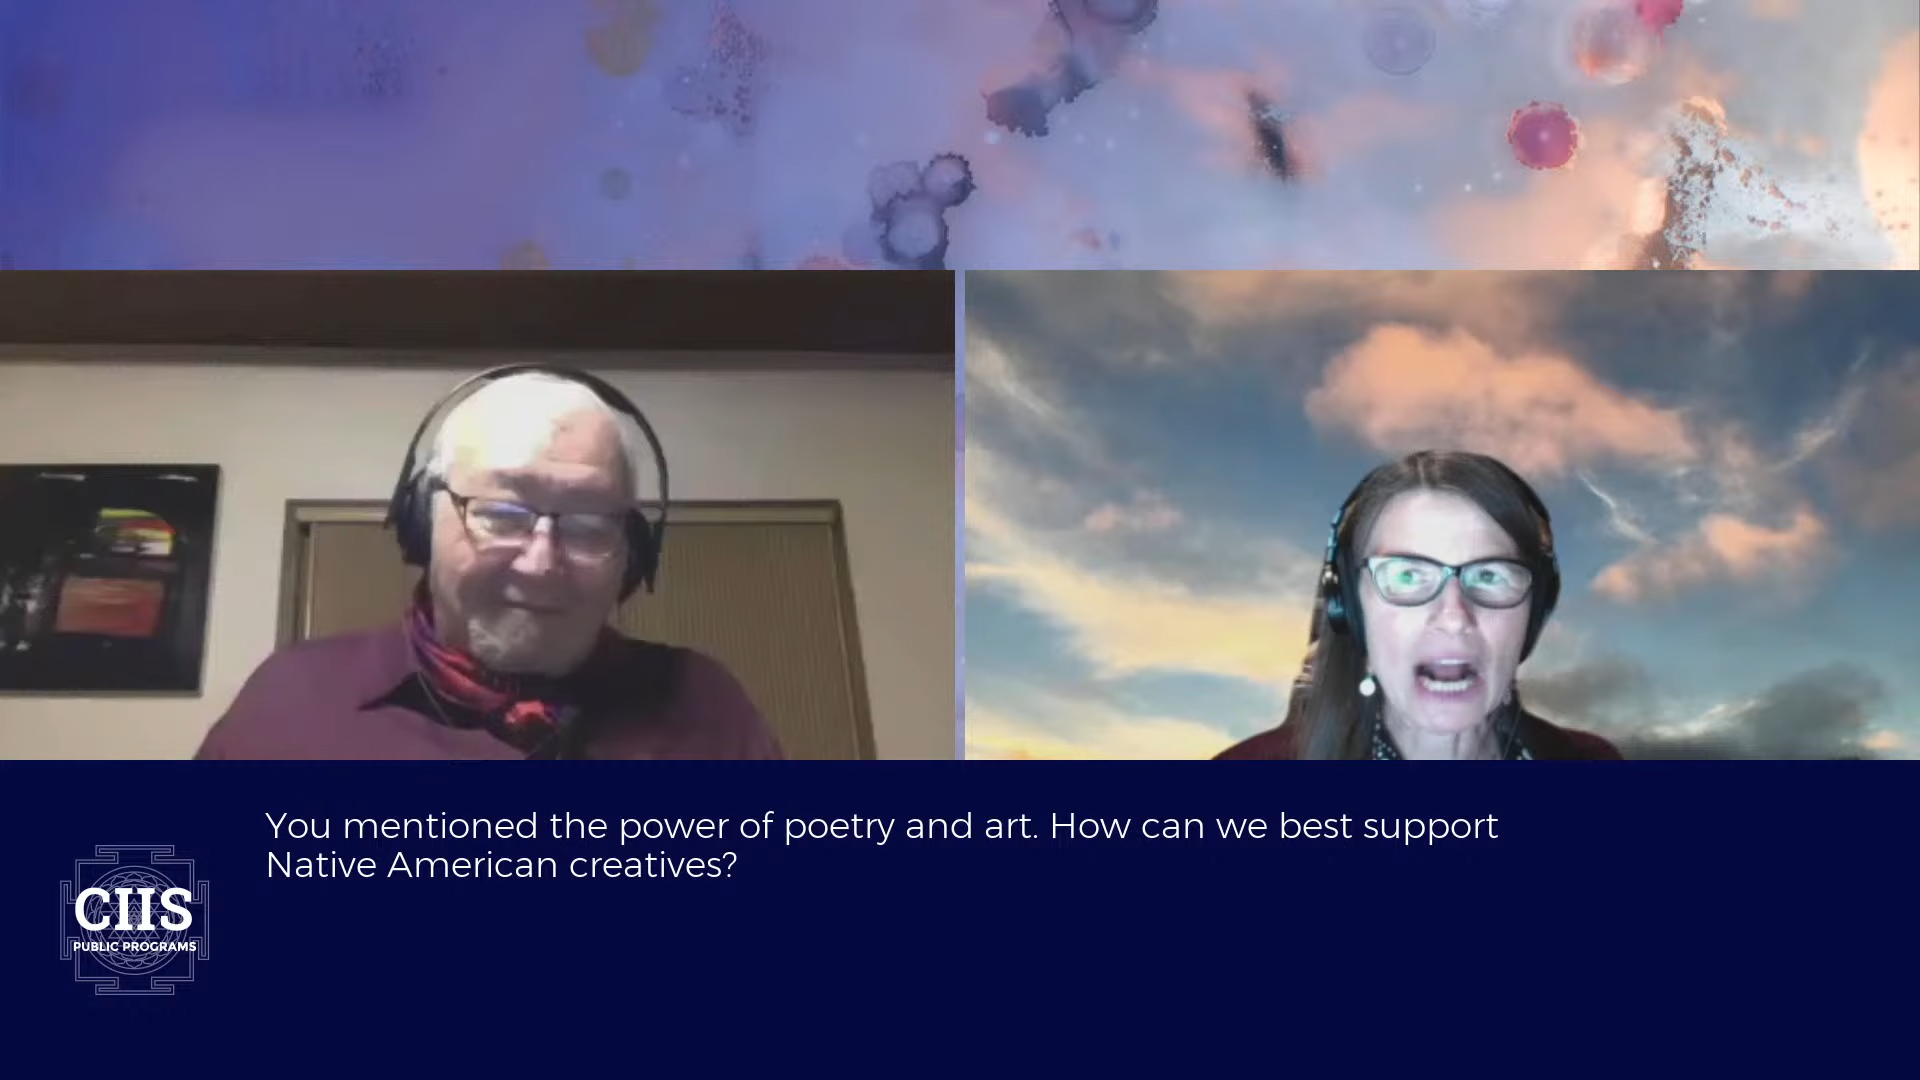 You mentioned the power of poetry and art. How can we best support
Native American creatives?
CIIS
PUBLIC PROGRAMS